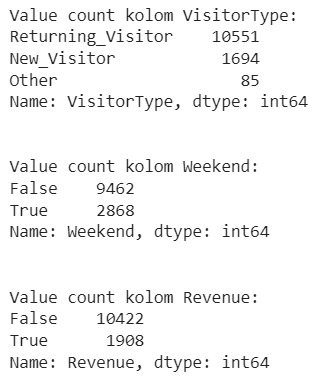 Value count kolom VisitorType:
Returning_Visitor    10551
New_Visitor           1694
Other                   85
Name: VisitorType, dtype: int64
Value count kolom Weekend:
False    9462
True     2868
Name: Weekend, dtype: int64
Value count kolom Revenue:
False    10422
True      1908
Name: Revenue, dtype: int64